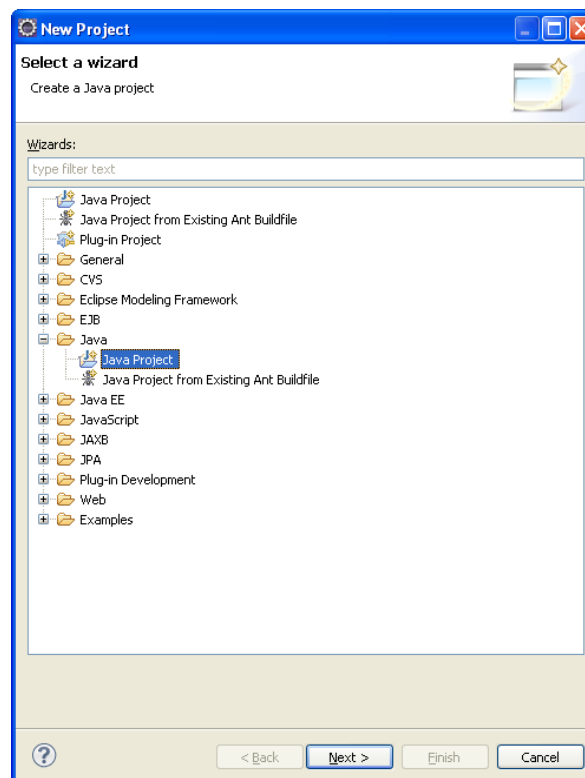 New Project
Select a wizard
Create a Java project
Wizards:
type filter text
Java Project
Java Project from Existing Ant Buildfile
Plug-in Project
General
CVS
Eclipse Modeling Framework
EJB
Java
Java Project
Java Project from Existing Ant Buildfile
Java EE
JavaScript
JAXB
JPA
Plug-in Development
Web
Examples
? < Back Next > Finish Cancel